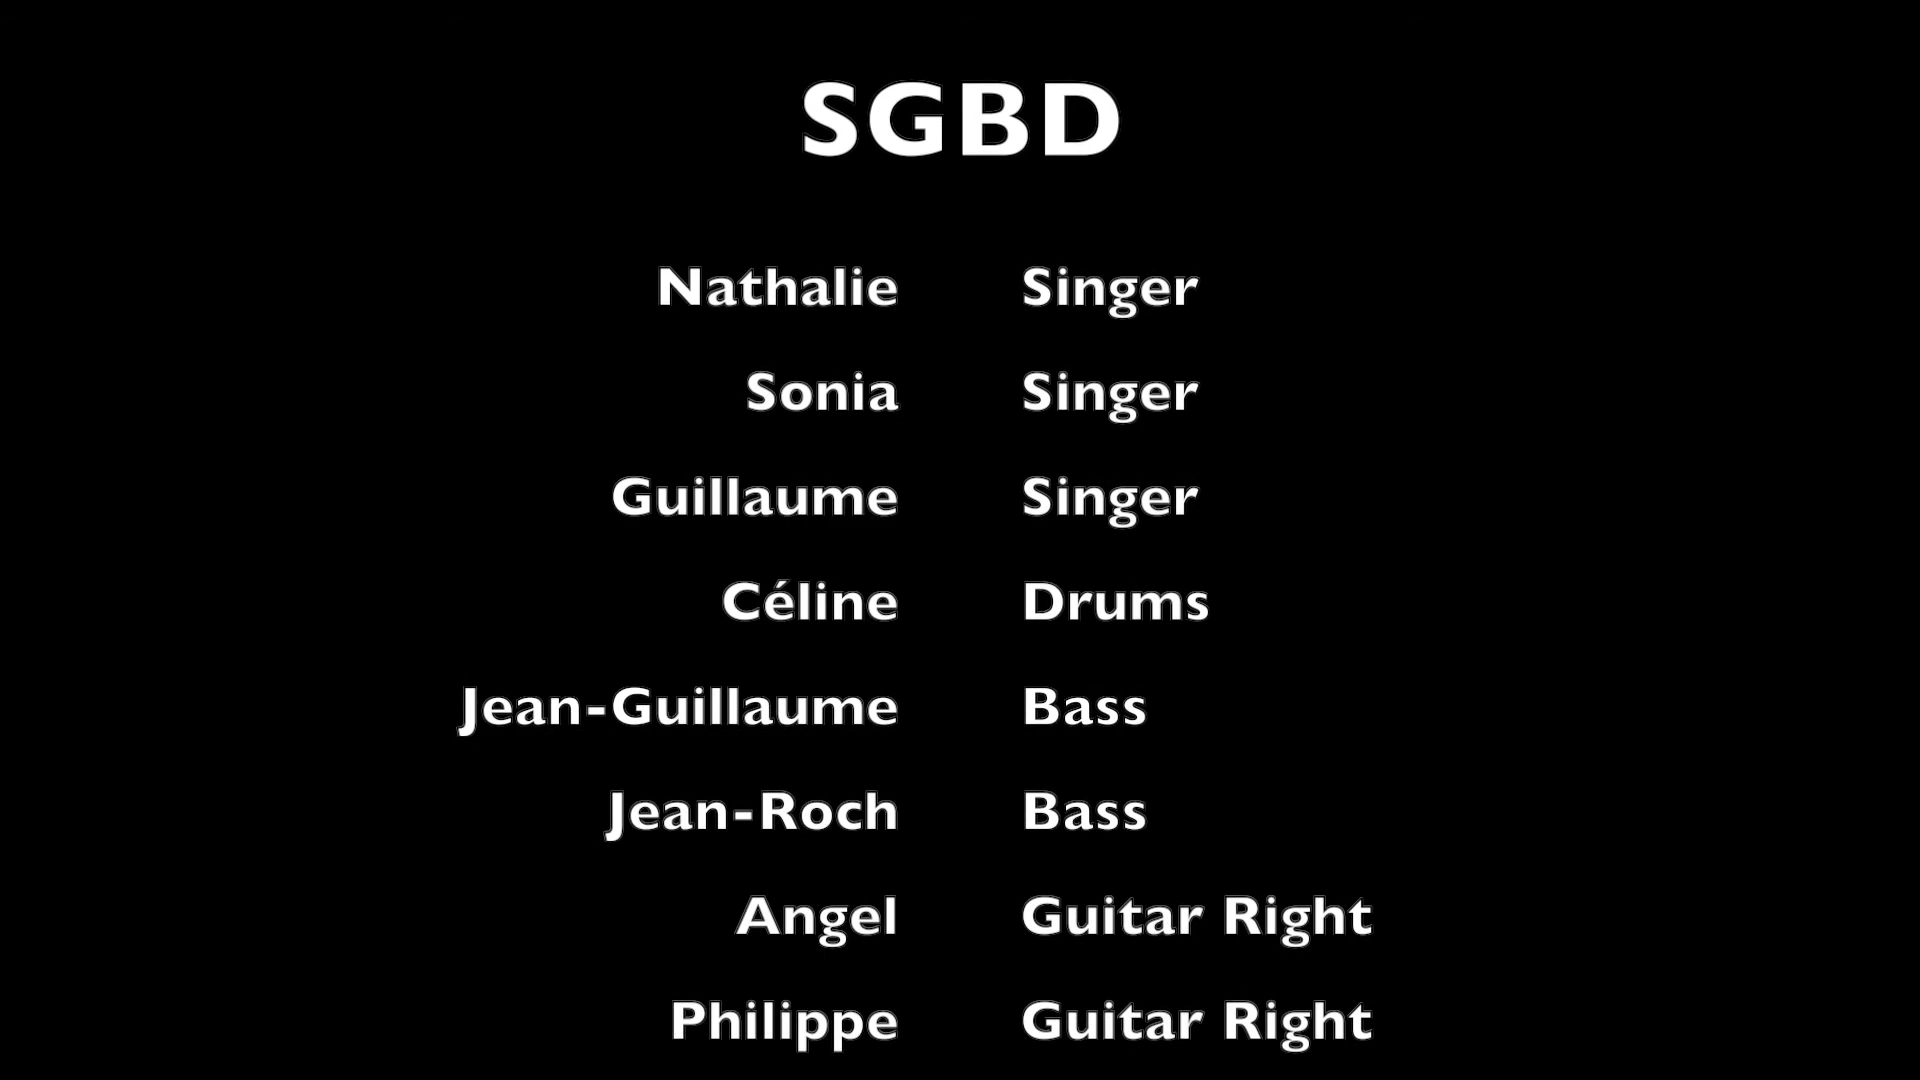 SGBD
Nathalie Singer
Sonia Singer
Guillaume Singer
Céline Drums
Jean-Guillaume Bass
Jean-Roch Bass
Angel Guitar Right
Philippe Guitar Right